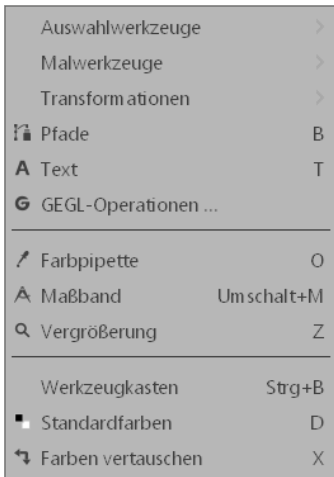 Auswahlwerkzeuge
Malwerkzeuge
Transformationen
Pfade B
Text T
GEGL-Operationen ...
Farbpipette O
Maßband Umschalt+M
Vergrößerung Z
Werkzeugkasten Strg+B
Standardfarben D
Farben vertauschen X